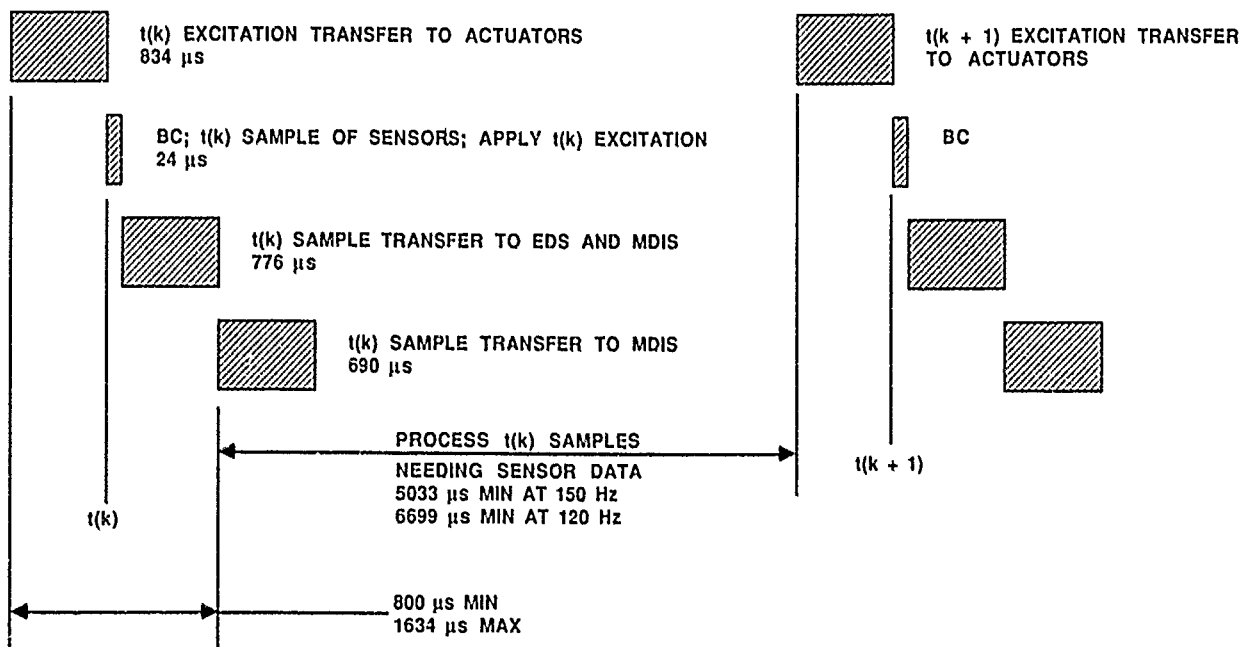 t(k) EXCITATION TRANSFER TO ACTUATORS
834 µs
t(k + 1) EXCITATION TRANSFER
TO ACTUATORS
BC; t(k) SAMPLE OF SENSORS; APPLY t(k) EXCITATION
24 µs
BC
t(k) SAMPLE TRANSFER TO EDS AND MDIS
776 µs
t(k) SAMPLE TRANSFER TO MDIS
690 µs
PROCESS t(k) SAMPLES
NEEDING SENSOR DATA
5033 µs MIN AT 150 Hz
6699 µs MIN AT 120 Hz
t(k + 1)
t(k)
800 µs MIN
1634 µs MAX